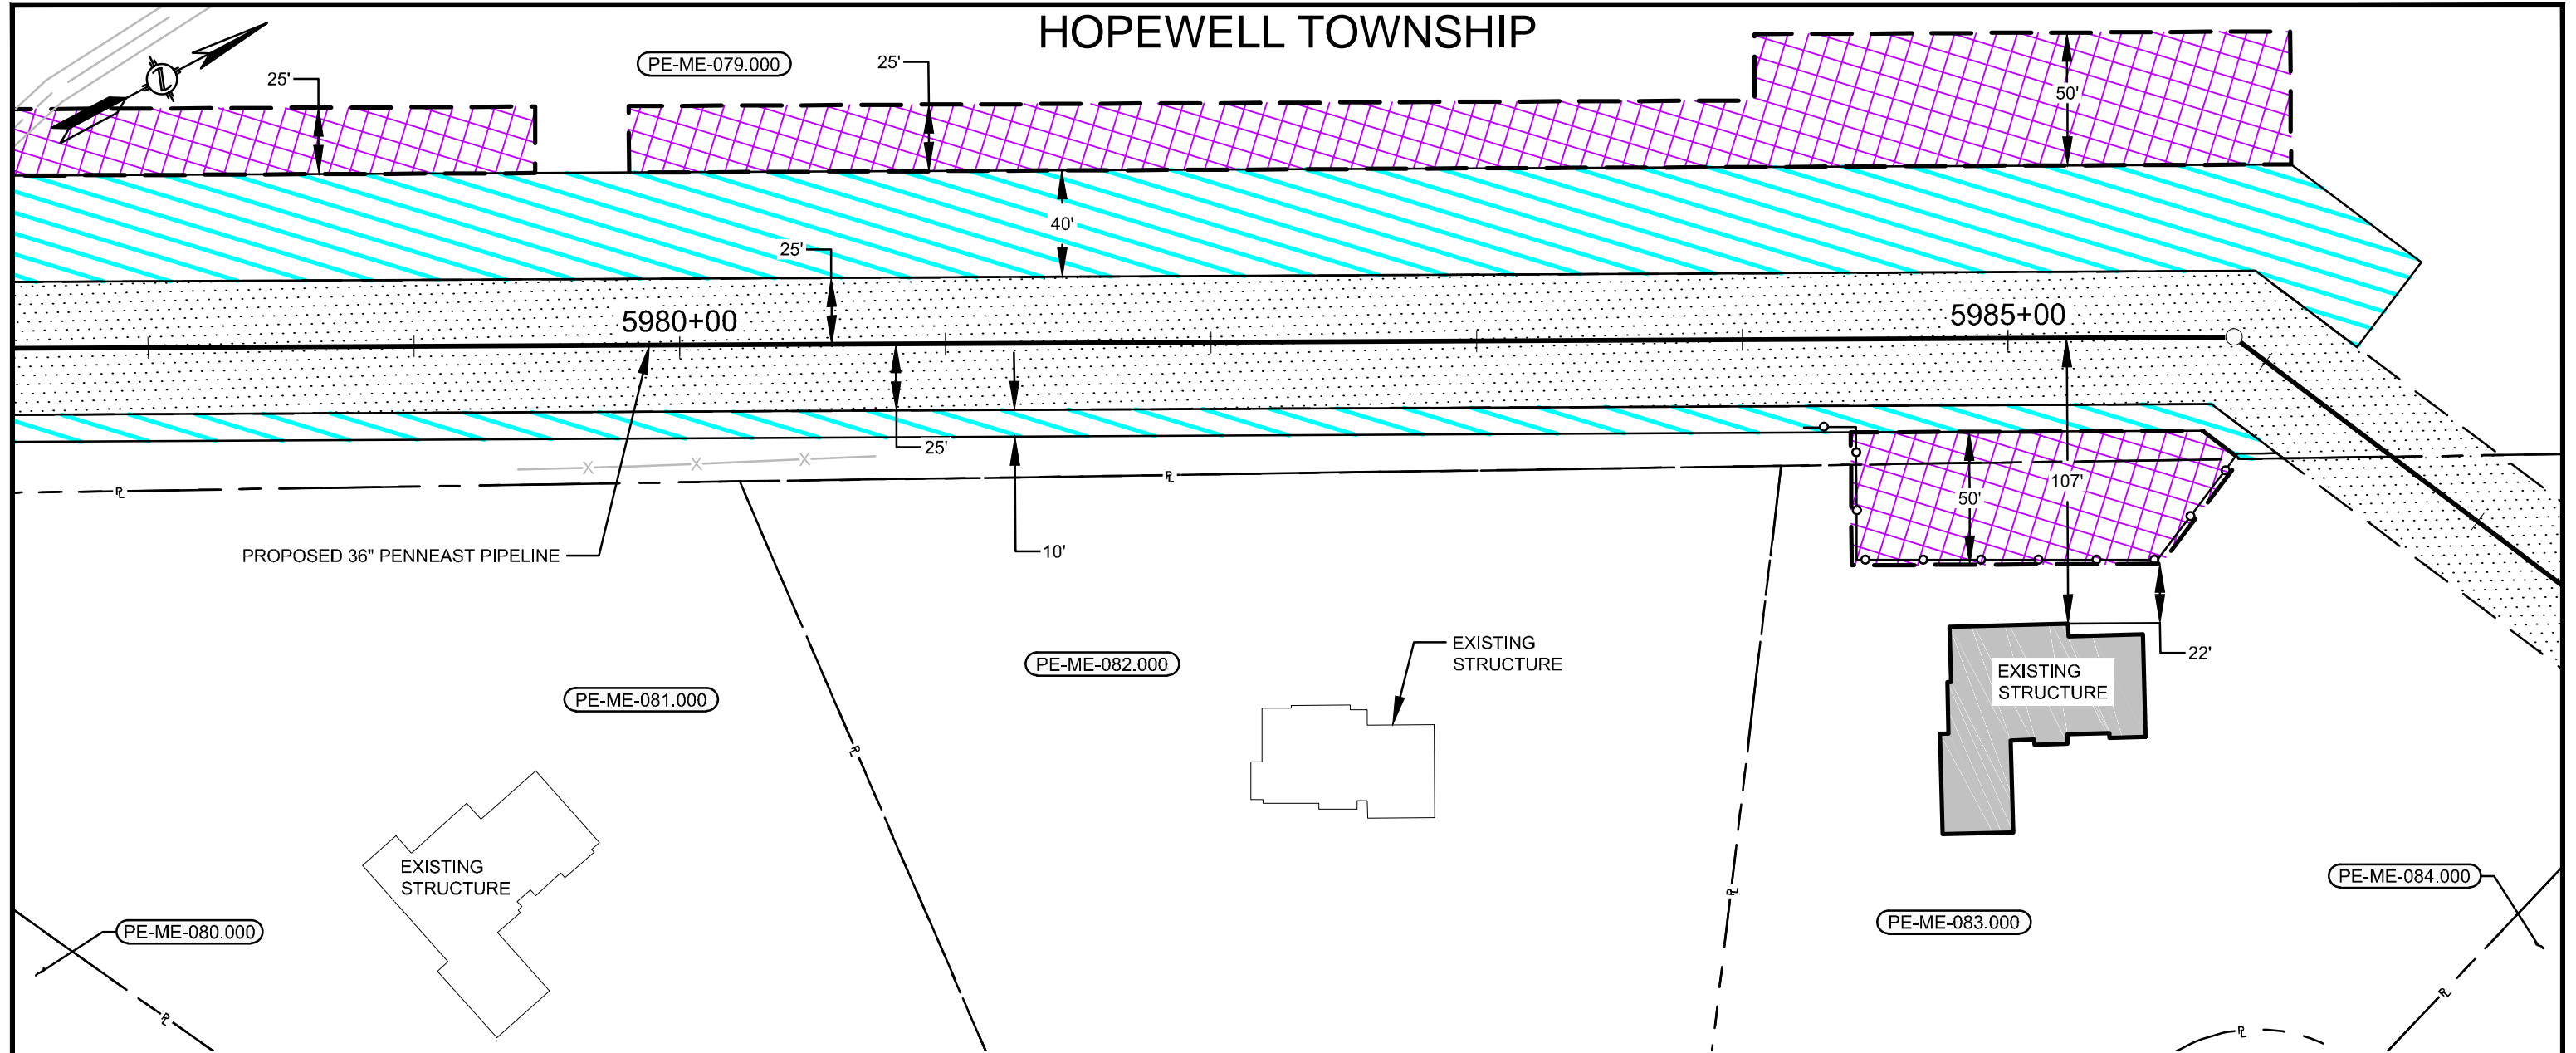 HOPEWELL TOWNSHIP
PE-ME-079.000
25'
25'
50'
40'
25'
5980+00
5985+00
25'
107'
50'
10'
PROPOSED 36" PENNEAST PIPELINE
22'
EXISTING
STRUCTURE
PE-ME-082.000
EXISTING
STRUCTURE
PE-ME-081.000
EXISTING
STRUCTURE
PE-ME-084.000
PE-ME-083.000
PE-ME-080.000
X
X
X
℄